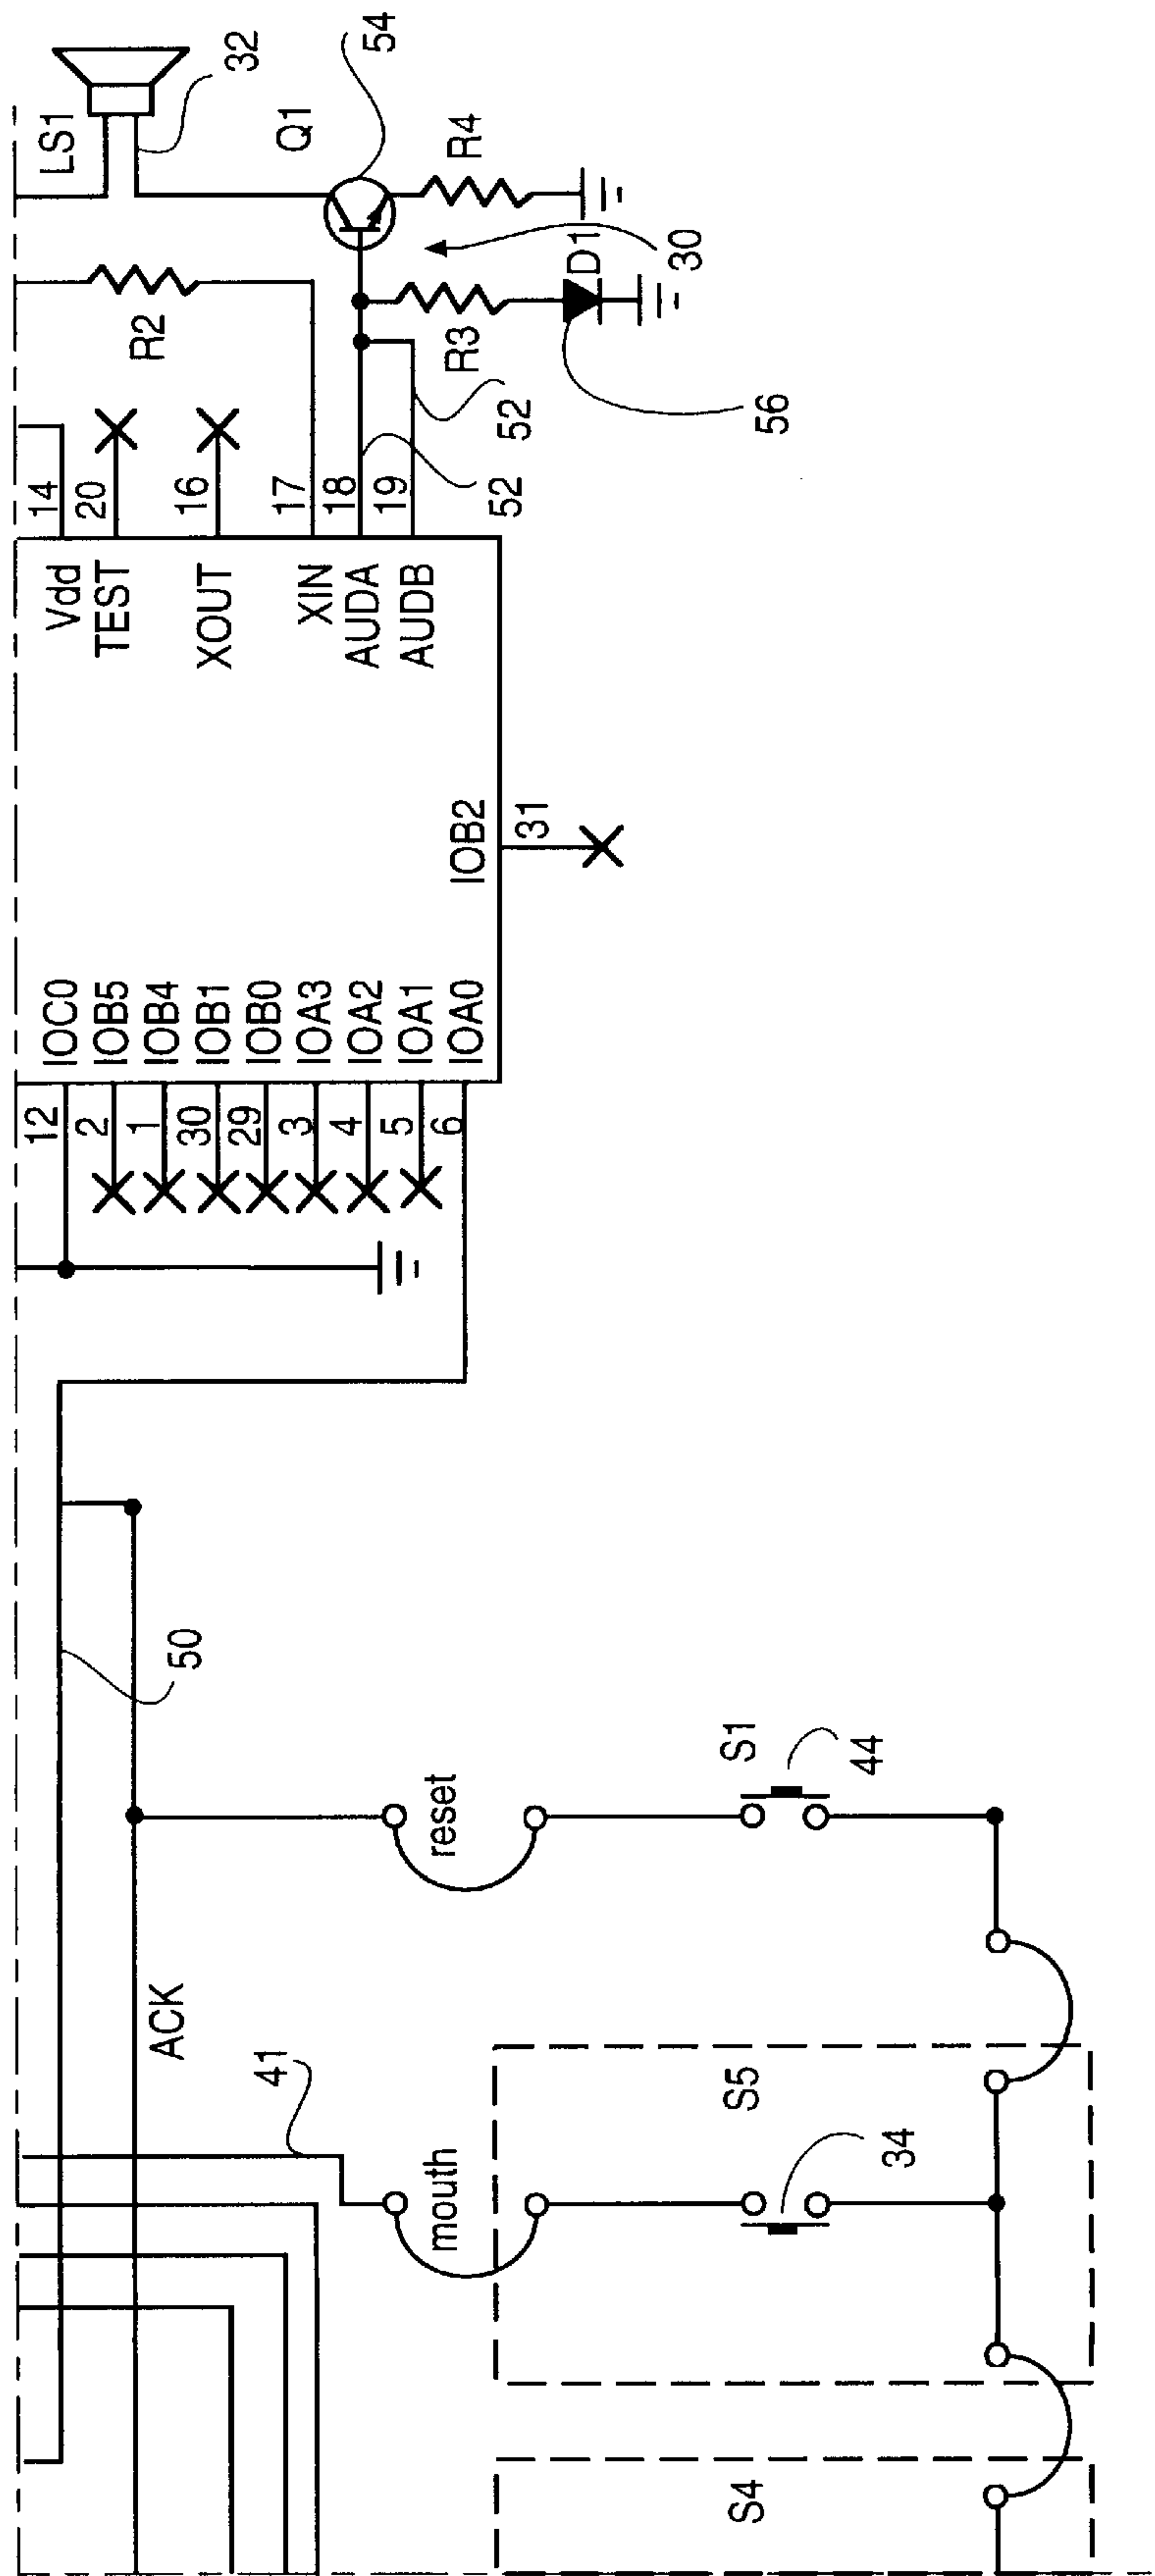 LS1
32
Q1
54
R4
R2
R3
D1
30
56
52
52
14
20
16
17
18
19
Vdd
TEST
XOUT
XIN
AUDA
AUDB
IOB2
31
IOC0
IOB5
IOB4
IOB1
IOB0
IOA3
IOA2
IOA1
IOA0
12
2
1
30
29
3
4
5
6
50
ACK
reset
S1
44
41
mouth
S5
34
S4